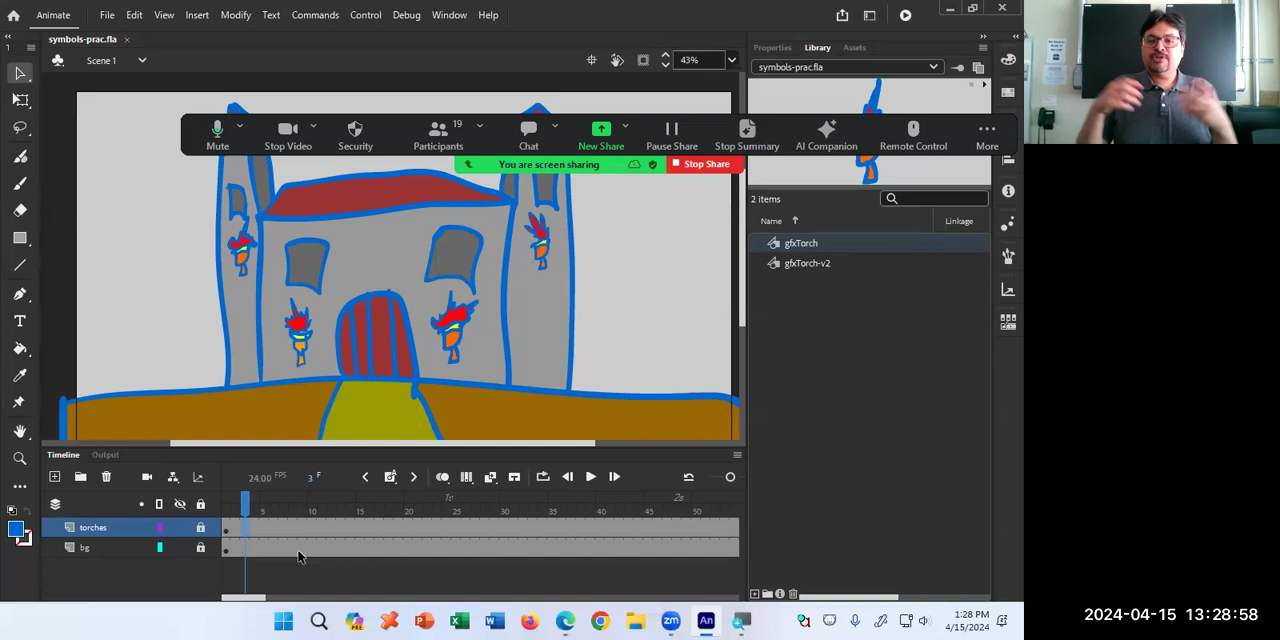 Animate File Edit View Insert Modify Text Commands Control Debug Window Help
symbols-prac.fla ×
Scene 1 43%
Properties Library Assets
symbols-prac.fla
19
Mute Stop Video Security Participants Chat New Share Pause Share Stop Summary AI Companion Remote Control More
You are screen sharing Stop Share
2 items
Name Linkage
gfxTorch
gfxTorch-v2
Timeline Output
24.00 FPS 3 F
1s 2s
5 10 15 20 25 30 35 40 45 50
torches
bg
1:28 PM
4/15/2024
2024-04-15 13:28:58